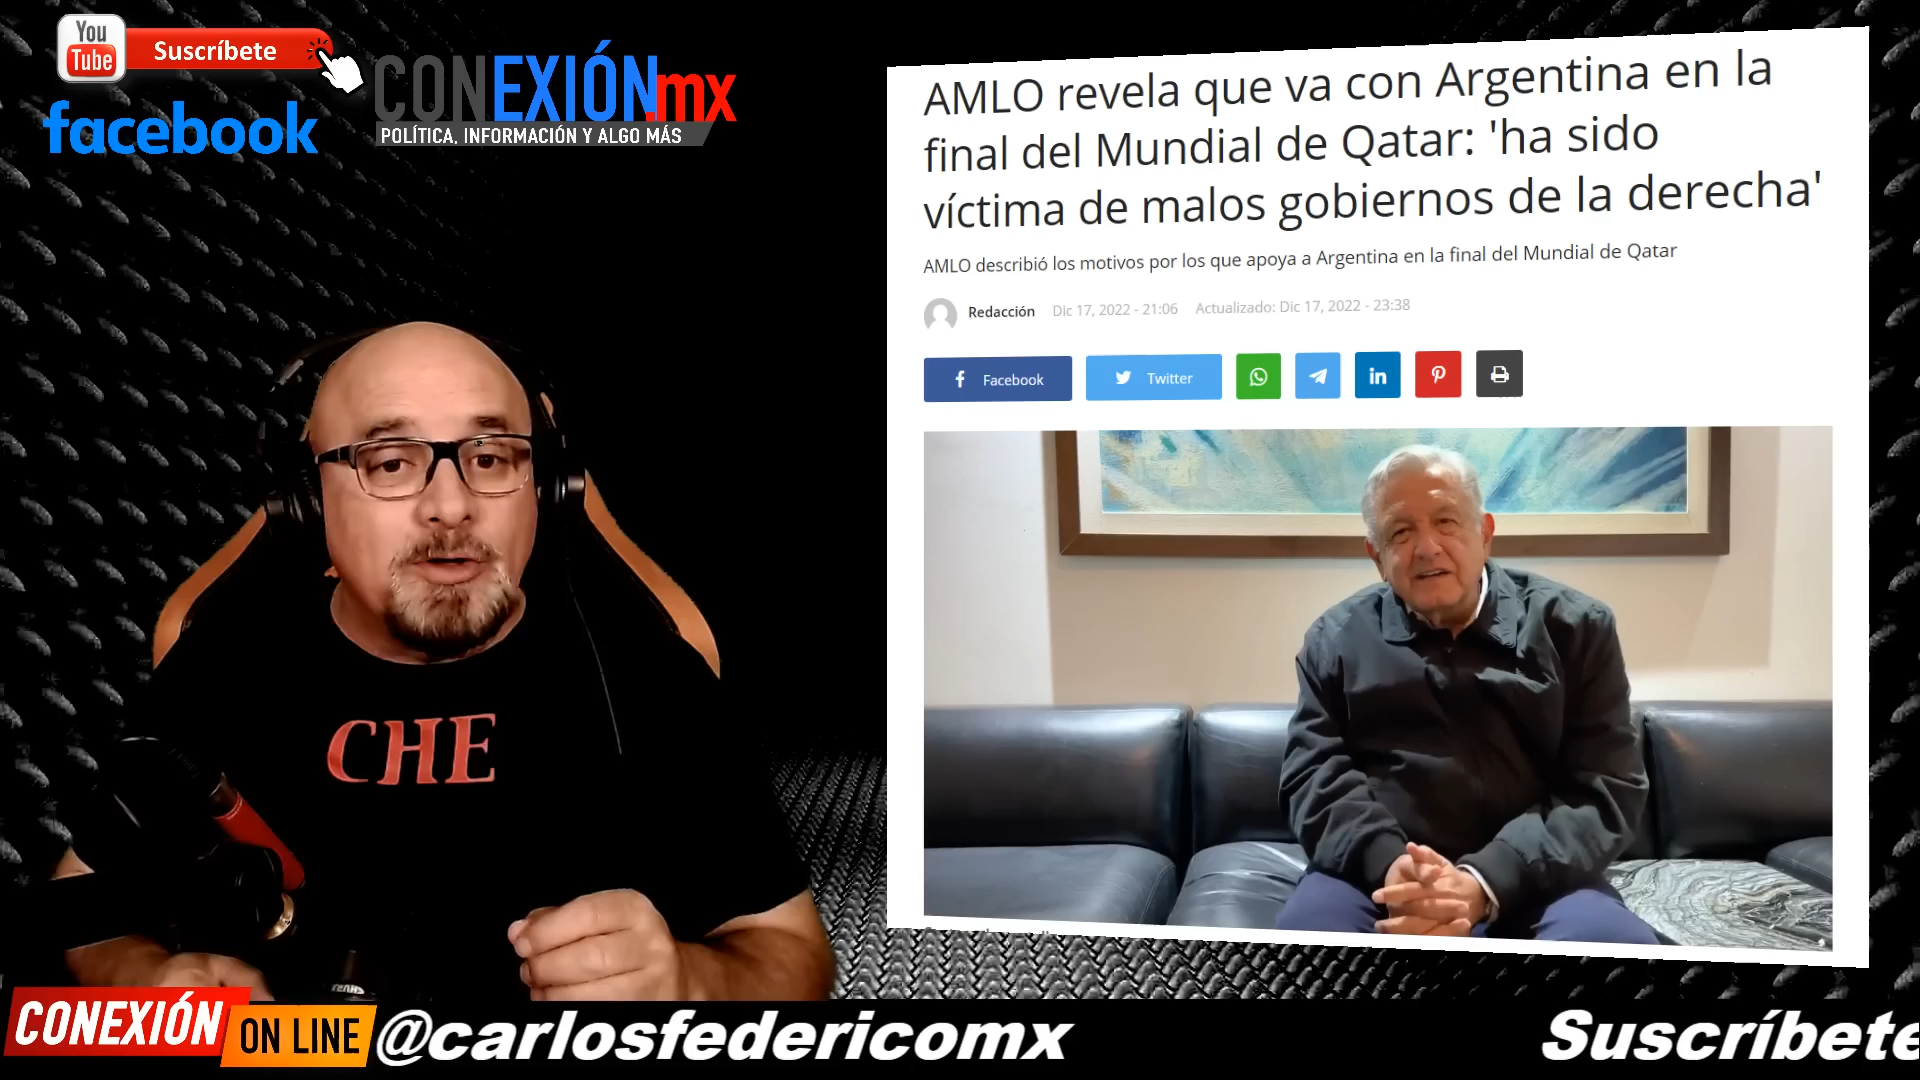 You
Tube
Suscríbete
facebook
CONEXIÓN.mx
POLÍTICA, INFORMACIÓN Y ALGO MÁS
AMLO revela que va con Argentina en la
final del Mundial de Qatar: 'ha sido
víctima de malos gobiernos de la derecha'
AMLO describió los motivos por los que apoya a Argentina en la final del Mundial de Qatar
Redacción Dic 17, 2022 - 21:06 Actualizado: Dic 17, 2022 - 23:38
Facebook Twitter
CHE
CONEXIÓN
ON LINE
@carlosfedericomx
Suscríbete